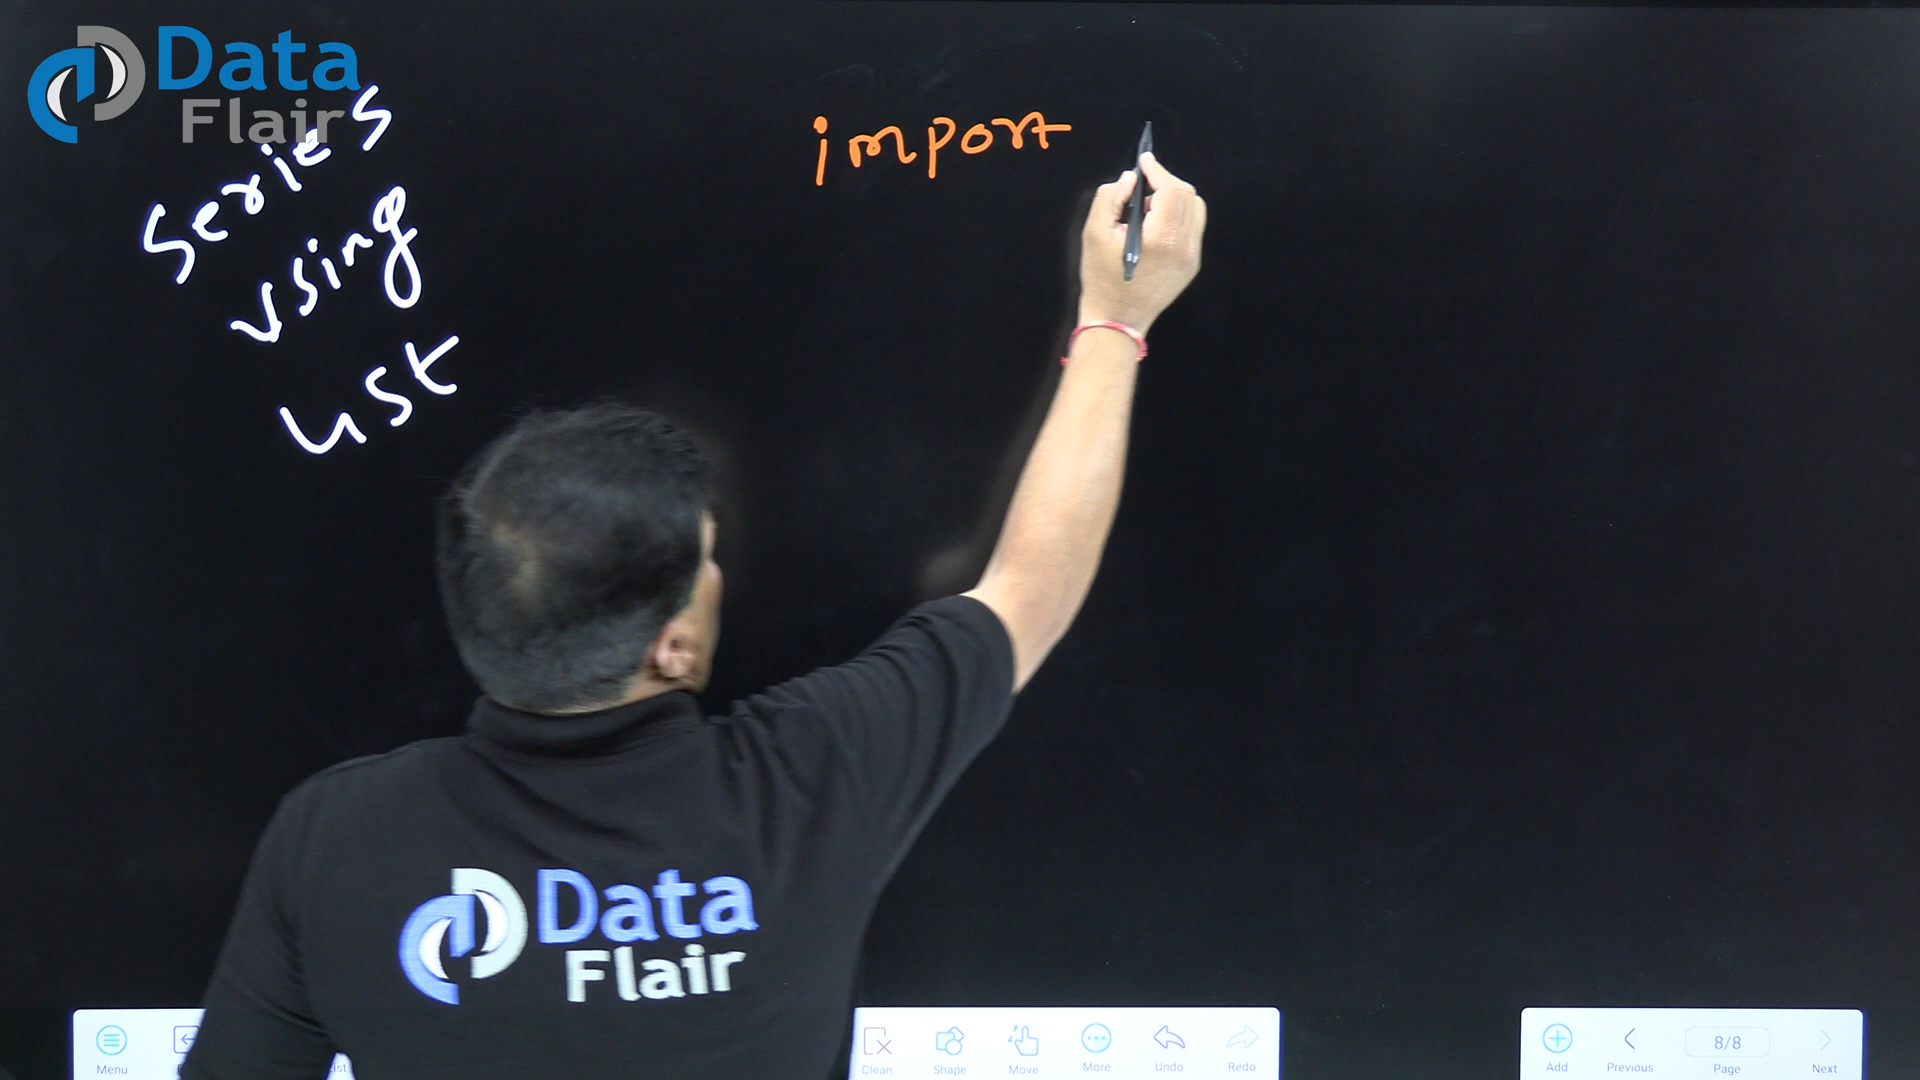 Data
Flair
Series
using
list
import
Data
Flair
Menu
List
Clean
Shape
Move
More
Undo
Redo
Add
Previous
8/8
Page
Next